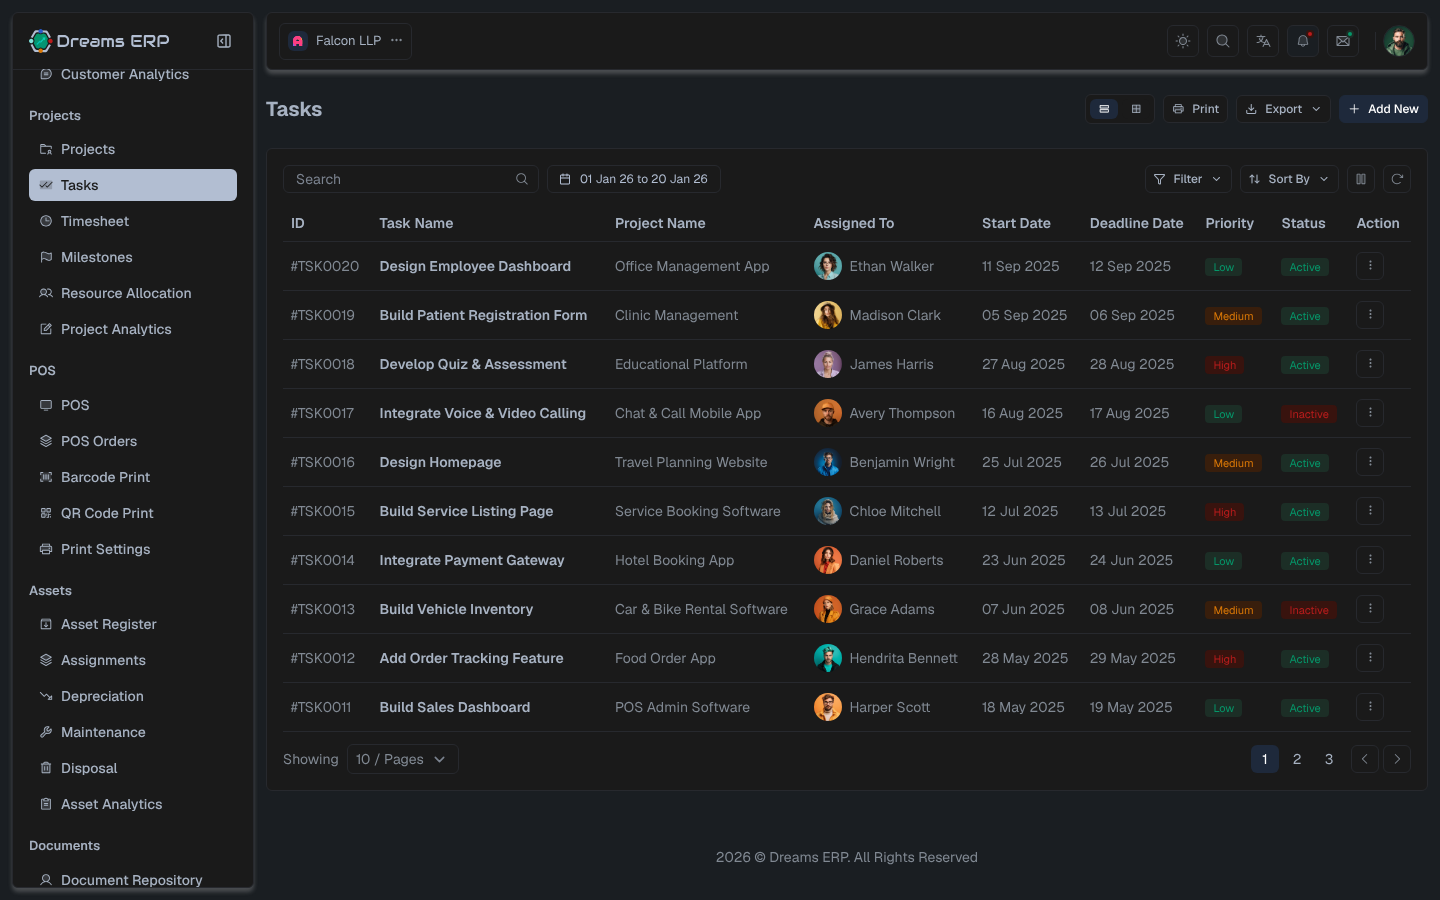 Dreams ERP
Customer Analytics
Projects
Projects
Tasks
Timesheet
Milestones
Resource Allocation
Project Analytics
POS
POS
POS Orders
Barcode Print
QR Code Print
Print Settings
Assets
Asset Register
Assignments
Depreciation
Maintenance
Disposal
Asset Analytics
Documents
Document Repository
Falcon LLP
Tasks
Print
Export
Add New
Search
01 Jan 26 to 20 Jan 26
Filter
Sort By
ID Task Name Project Name Assigned To Start Date Deadline Date Priority Status Action
#TSK0020 Design Employee Dashboard Office Management App Ethan Walker 11 Sep 2025 12 Sep 2025 Low Active
#TSK0019 Build Patient Registration Form Clinic Management Madison Clark 05 Sep 2025 06 Sep 2025 Medium Active
#TSK0018 Develop Quiz & Assessment Educational Platform James Harris 27 Aug 2025 28 Aug 2025 High Active
#TSK0017 Integrate Voice & Video Calling Chat & Call Mobile App Avery Thompson 16 Aug 2025 17 Aug 2025 Low Inactive
#TSK0016 Design Homepage Travel Planning Website Benjamin Wright 25 Jul 2025 26 Jul 2025 Medium Active
#TSK0015 Build Service Listing Page Service Booking Software Chloe Mitchell 12 Jul 2025 13 Jul 2025 High Active
#TSK0014 Integrate Payment Gateway Hotel Booking App Daniel Roberts 23 Jun 2025 24 Jun 2025 Low Active
#TSK0013 Build Vehicle Inventory Car & Bike Rental Software Grace Adams 07 Jun 2025 08 Jun 2025 Medium Inactive
#TSK0012 Add Order Tracking Feature Food Order App Hendrita Bennett 28 May 2025 29 May 2025 High Active
#TSK0011 Build Sales Dashboard POS Admin Software Harper Scott 18 May 2025 19 May 2025 Low Active
Showing 10 / Pages
1 2 3
2026 © Dreams ERP. All Rights Reserved